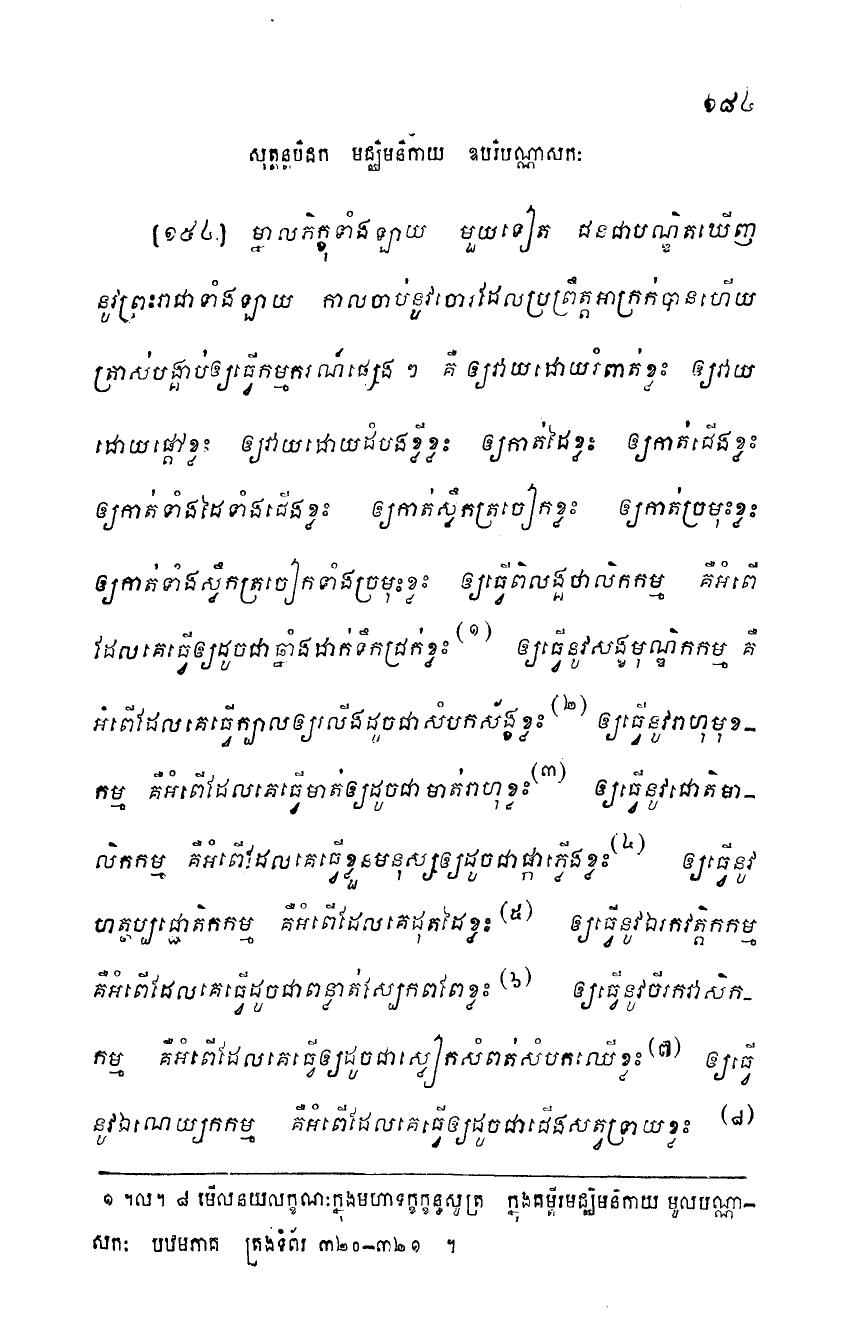 ១៨៤
សុត្តន្តបិដក មជ្ឈិមនិកាយ ឧបរិបណ្ណាសកៈ
[១៩៤.] ម្នាលភិក្ខុទាំងឡាយ មួយទៀត ជនជាបណ្ឌិតឃើញ
នូវព្រះរាជាទាំងឡាយ កាលចាប់នូវចោរដែលប្រព្រឹត្តអាក្រក់បានហើយ
ត្រាស់បង្គាប់ឲ្យធ្វើកម្មករណ៍ផ្សេង ៗ គឺ ឲ្យវាយដោយរំពាត់ខ្លះ ឲ្យវាយ
ដោយផ្តៅខ្លះ ឲ្យវាយដោយដំបងខ្លីខ្លះ ឲ្យកាត់ដៃខ្លះ ឲ្យកាត់ជើងខ្លះ
ឲ្យកាត់ទាំងដៃទាំងជើងខ្លះ ឲ្យកាត់ស្លឹកត្រចៀកខ្លះ ឲ្យកាត់ច្រមុះខ្លះ
ឲ្យកាត់ទាំងស្លឹកត្រចៀកទាំងច្រមុះខ្លះ ឲ្យធ្វើពិលង្គថាលិកកម្ម គឺអំពើ
ដែលគេធ្វើឲ្យដូចជាឆ្នាំងដាក់ទឹកជ្រក់ខ្លះ(១) ឲ្យធ្វើនូវសង្ខមុណ្ឌិកកម្ម គឺ
អំពើដែលគេធ្វើក្បាលឲ្យលើងដូចជាសំបកស័ង្ខខ្លះ(២) ឲ្យធ្វើនូវរាហុមុខ–
កម្ម គឺអំពើដែលគេធ្វើមាត់ឲ្យដូចជាមាត់រាហុខ្លះ(៣) ឲ្យធ្វើនូវជោតិមា–
លិកកម្ម គឺអំពើដែលគេធ្វើខ្លួនមនុស្សឲ្យដូចជាផ្កាភ្លើងខ្លះ(៤) ឲ្យធ្វើនូវ
ហត្ថប្បជ្ជោតិកកម្ម គឺអំពើដែលគេដុតដៃខ្លះ(៥) ឲ្យធ្វើនូវឯរកវត្តិកកម្ម
គឺអំពើដែលគេធ្វើដូចជាពន្លាត់ស្បែកពពែខ្លះ(៦) ឲ្យធ្វើនូវចីរកវាសិក–
កម្ម គឺអំពើដែលគេធ្វើឲ្យដូចជាស្លៀកសំពត់សំបកឈើខ្លះ(៧) ឲ្យធ្វើ
នូវឯណេយ្យកកម្ម គឺអំពើដែលគេធ្វើឲ្យដូចជាជើងសត្វទ្រាយខ្លះ (៨)
១ ។ល។ ៨ មើលនយលក្ខណៈក្នុងមហាទុក្ខក្ខន្ធសូត្រ ក្នុងគម្ពីរមជ្ឈិមនិកាយ មូលបណ្ណា–
សកៈ បឋមភាគ ត្រង់ទំព័រ ៣២០–៣២១ ។